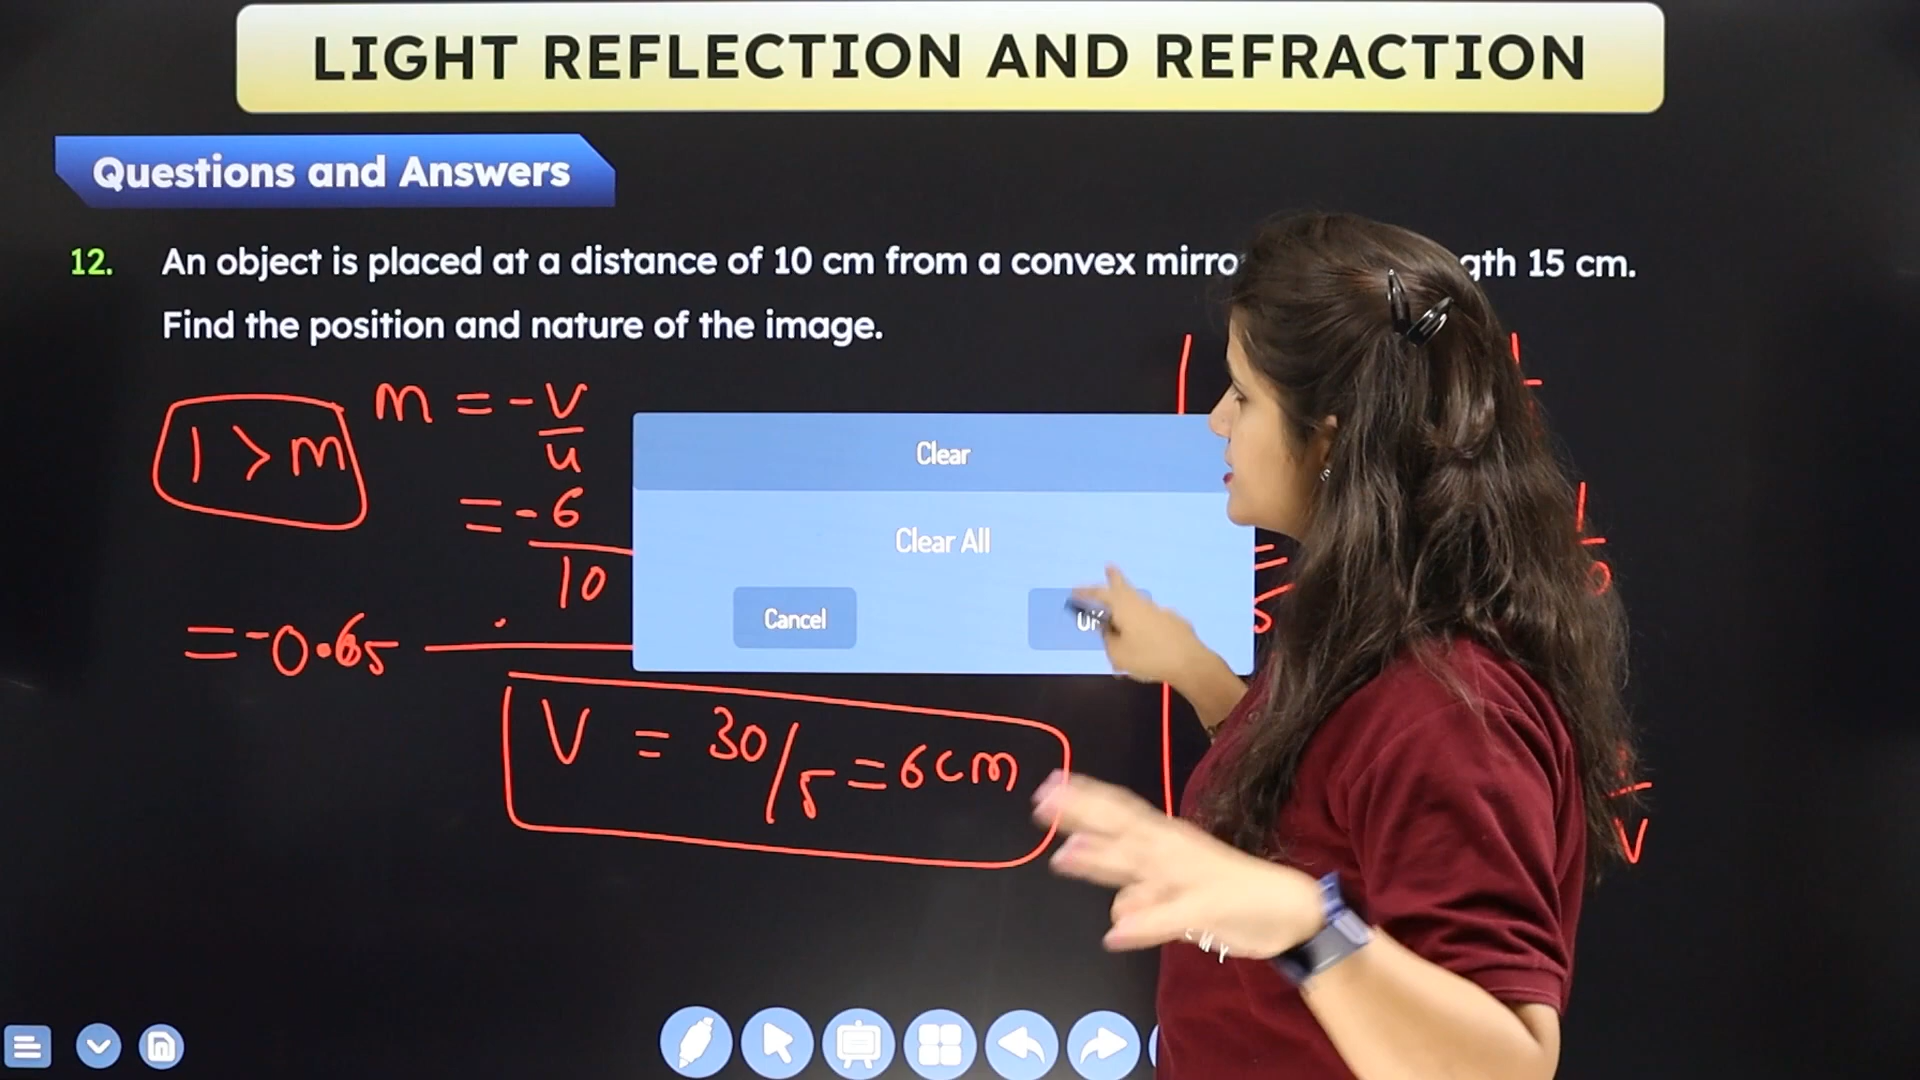 LIGHT REFLECTION AND REFRACTION
Questions and Answers
12. An object is placed at a distance of 10 cm from a convex mirro gth 15 cm.
Find the position and nature of the image.
1 > m
m = -v/u
= -6/10
= -0.65
V = 30/5 = 6cm
Clear
Clear All
Cancel
OK
V